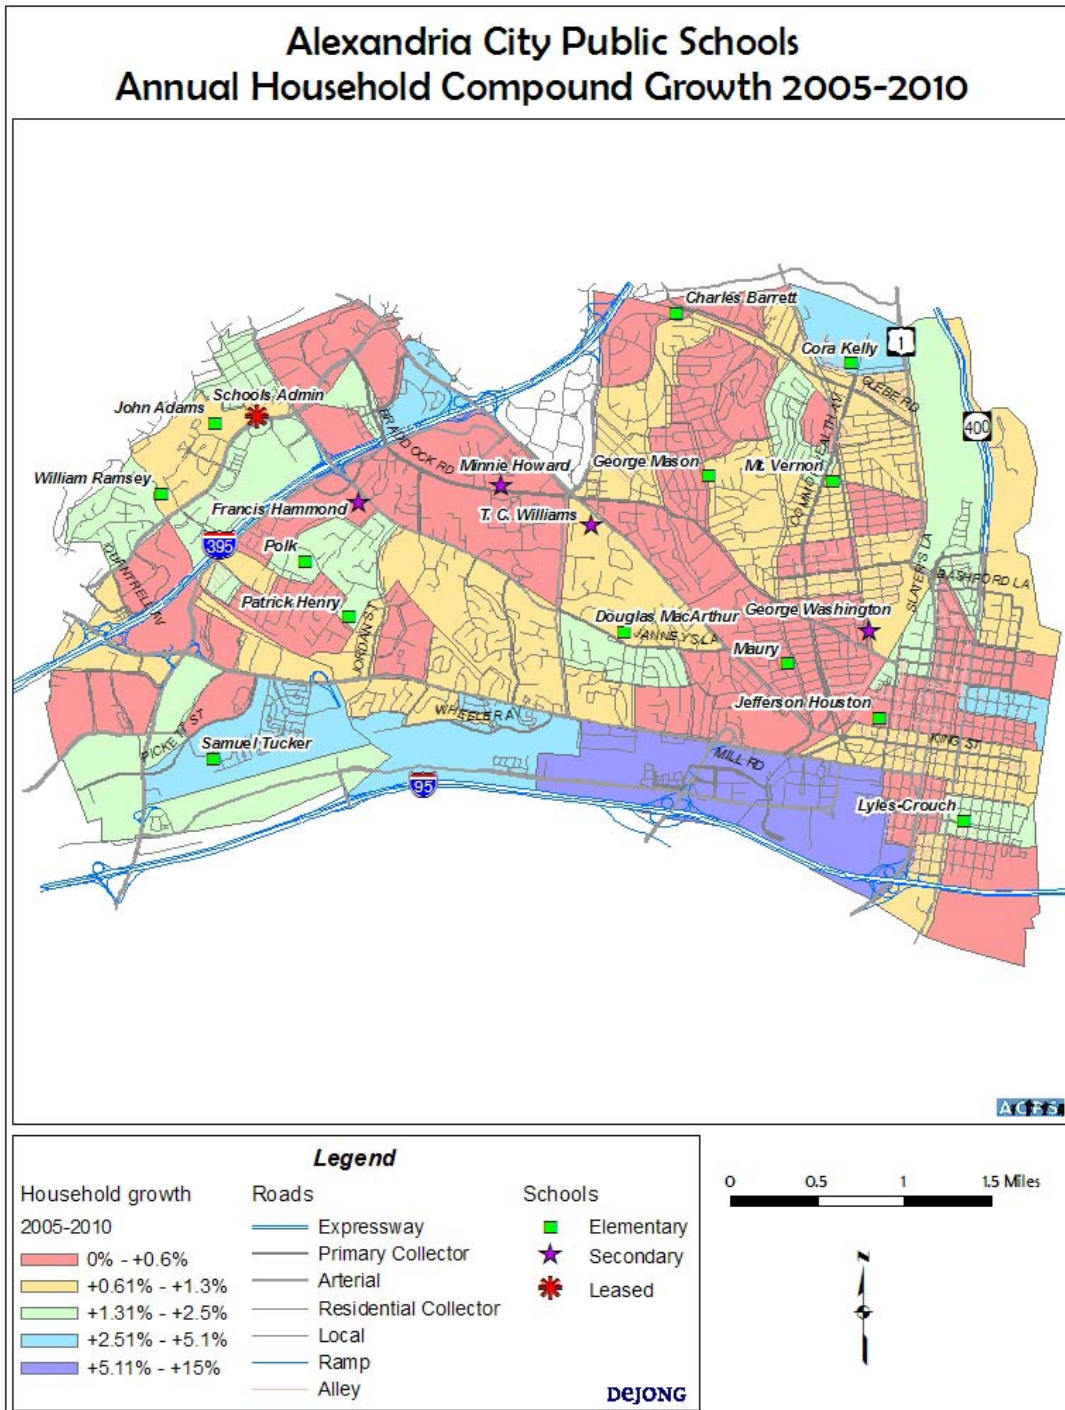 Alexandria City Public Schools
Annual Household Compound Growth 2005-2010
Charles Barrett
1
Cora Kelly
GLEBE RD
Schools Admin
John Adams
400
BRADDOCK RD
COMMONWEALTH AV
Minnie Howard
George Mason
Mt. Vernon
William Ramsey
Francis Hammond
T. C. Williams
395
Polk
QUANTRELL AV
SLATERS LA
BASHFORD LA
Patrick Henry
JORDAN ST
Douglas MacArthur
George Washington
JANNEYS LA
Maury
Jefferson Houston
WHEELER AV
PICKETT ST
Samuel Tucker
KING ST
MILL RD
95
Lyles-Crouch
ACPS
Legend
Household growth
2005-2010
0% - +0.6%
+0.61% - +1.3%
+1.31% - +2.5%
+2.51% - +5.1%
+5.11% - +15%
Roads
Expressway
Primary Collector
Arterial
Residential Collector
Local
Ramp
Alley
Schools
Elementary
Secondary
Leased
DEJONG
0 0.5 1 1.5 Miles
N